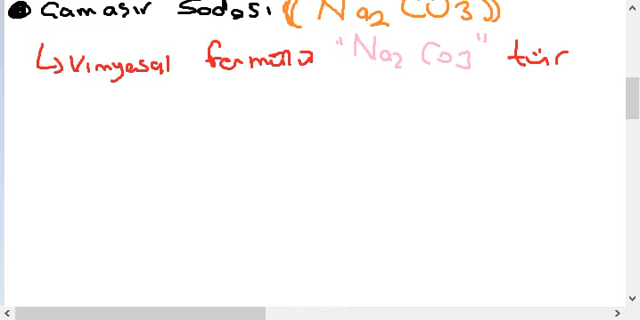 ● Çamaşır Sodası ((Na2CO3))
↳ Kimyasal formülü "Na2CO3" tür